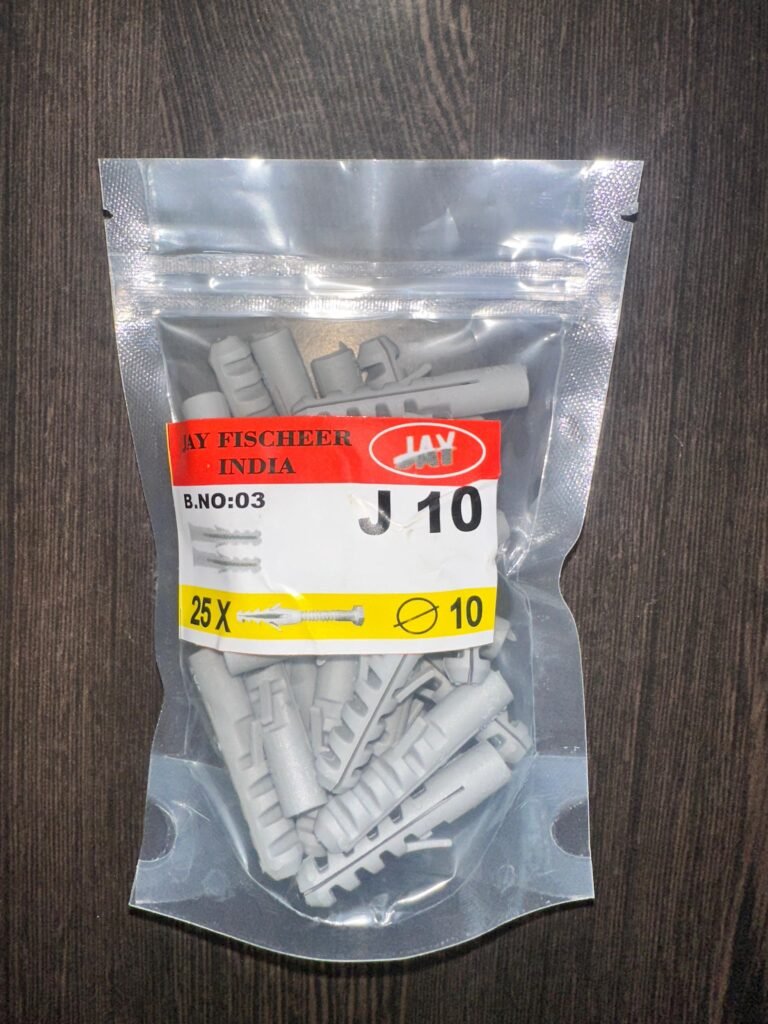 JAY FISCHEER
INDIA
JAY
B.NO:03
J 10
25 X
10